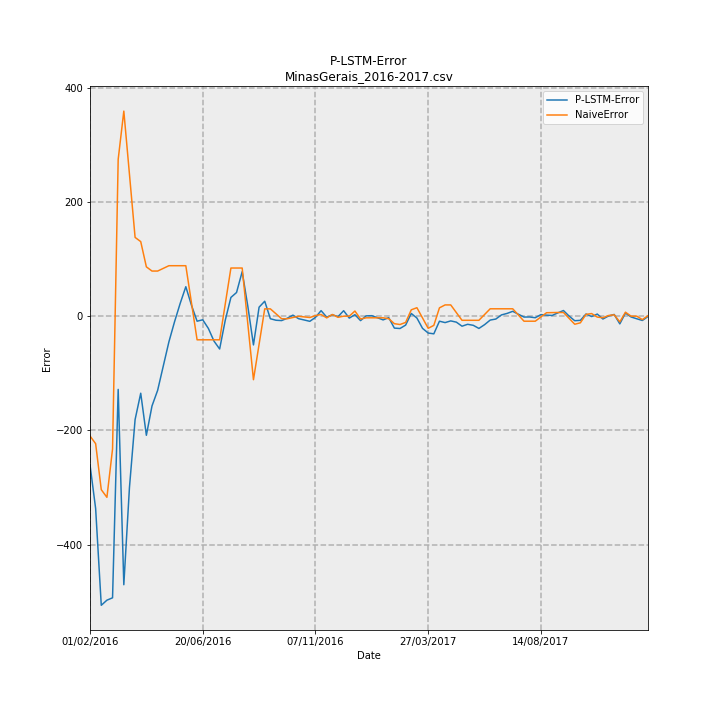 P-LSTM-Error
MinasGerais_2016-2017.csv
P-LSTM-Error
NaiveError
400
200
0
−200
−400
Error
01/02/2016 20/06/2016 07/11/2016 27/03/2017 14/08/2017
Date